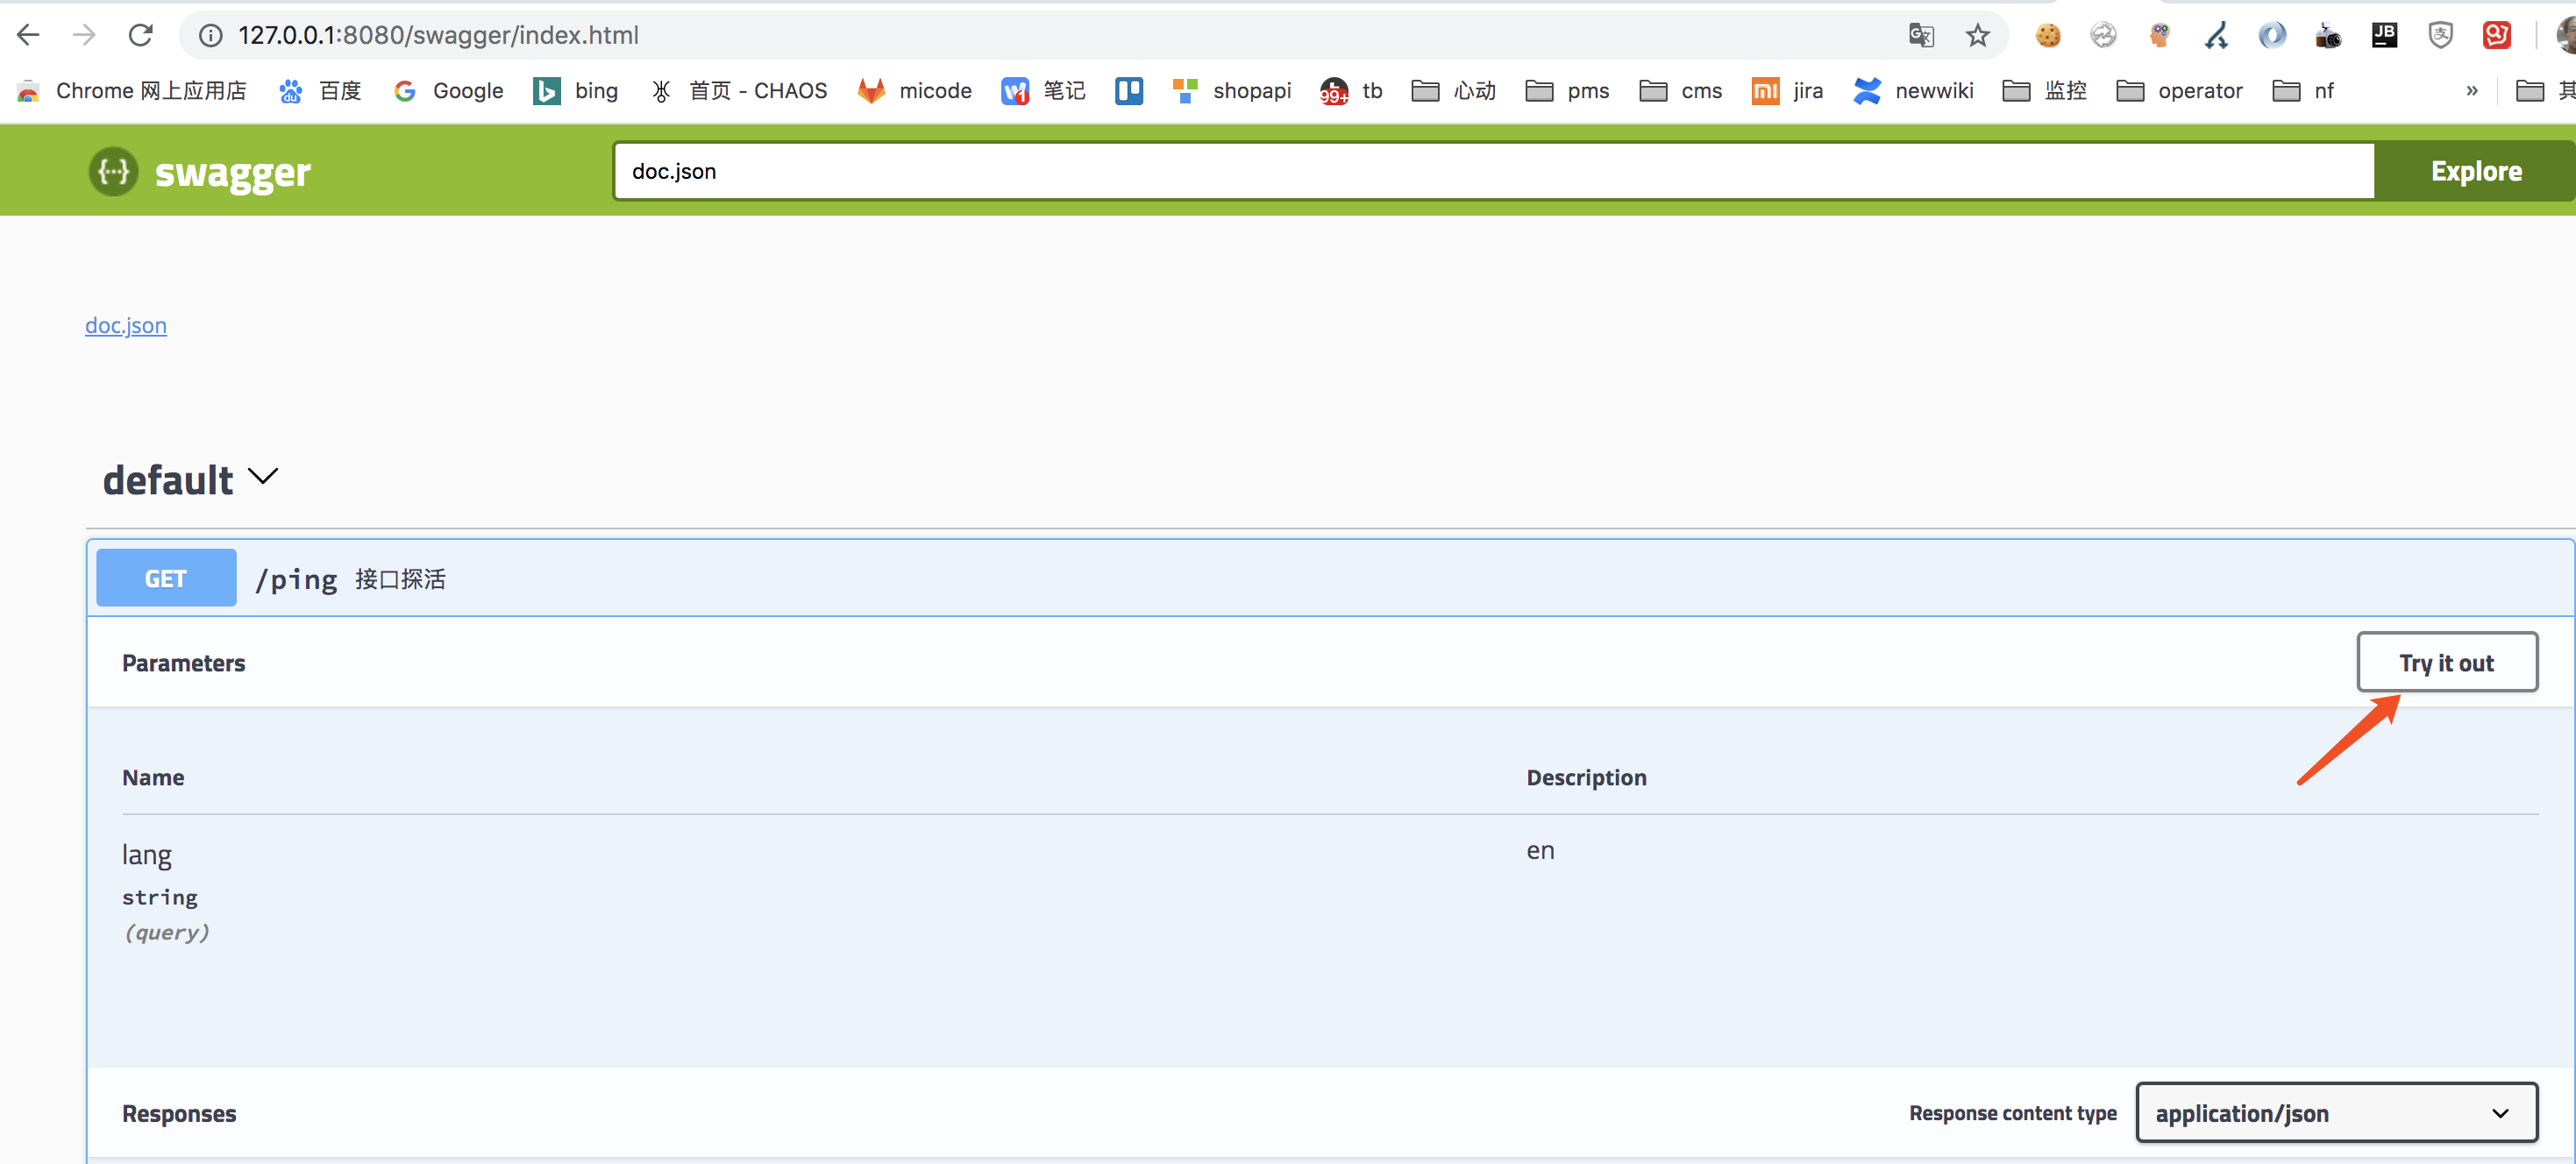 127.0.0.1:8080/swagger/index.html
Chrome 网上应用店 百度 Google bing 首页 - CHAOS micode 笔记 shopapi 99+ tb 心动 pms cms jira newwiki 监控 operator nf »
swagger doc.json Explore
doc.json
default
GET /ping 接口探活
Parameters Try it out
Name Description
lang en
string
(query)
Responses Response content type application/json